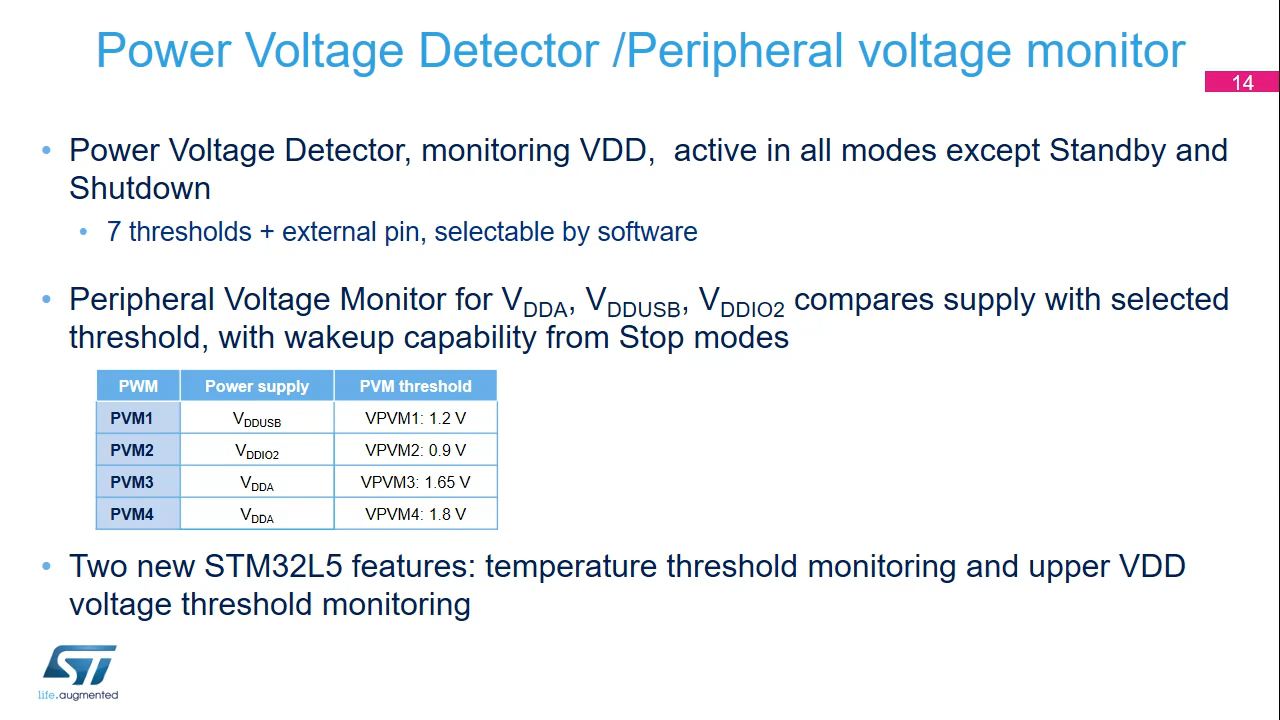 Power Voltage Detector /Peripheral voltage monitor
14
• Power Voltage Detector, monitoring VDD, active in all modes except Standby and
Shutdown
• 7 thresholds + external pin, selectable by software
• Peripheral Voltage Monitor for VDDA, VDDUSB, VDDIO2 compares supply with selected
threshold, with wakeup capability from Stop modes
PWM Power supply PVM threshold
PVM1 VDDUSB VPVM1: 1.2 V
PVM2 VDDIO2 VPVM2: 0.9 V
PVM3 VDDA VPVM3: 1.65 V
PVM4 VDDA VPVM4: 1.8 V
• Two new STM32L5 features: temperature threshold monitoring and upper VDD
voltage threshold monitoring
ST
life.augmented